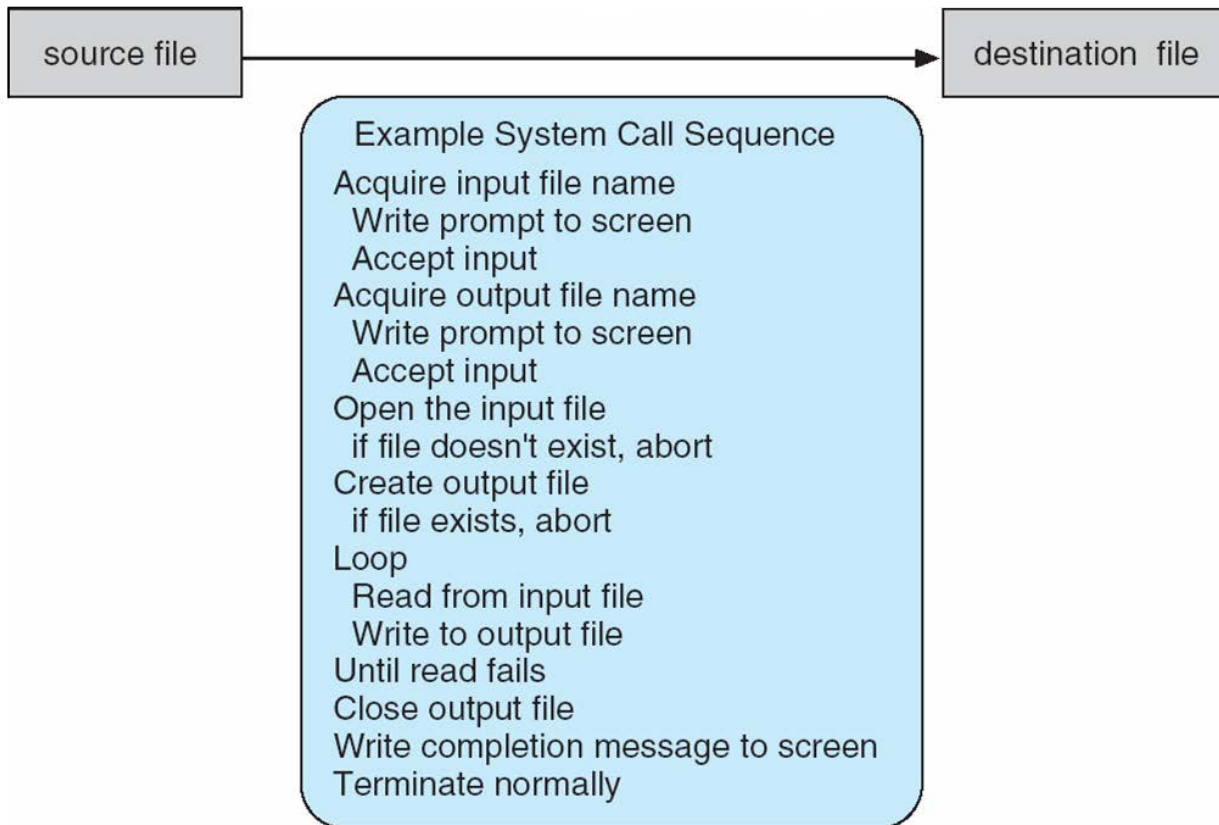 source file
destination file
Example System Call Sequence
Acquire input file name
Write prompt to screen
Accept input
Acquire output file name
Write prompt to screen
Accept input
Open the input file
if file doesn't exist, abort
Create output file
if file exists, abort
Loop
Read from input file
Write to output file
Until read fails
Close output file
Write completion message to screen
Terminate normally